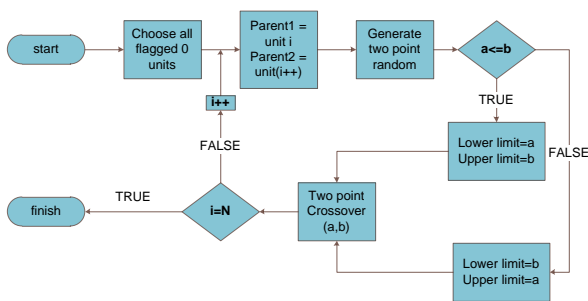 start
Choose all
flagged 0
units
Parent1 =
unit i
Parent2 =
unit(i++)
Generate
two point
random
a<=b
TRUE
FALSE
i++
FALSE
Lower limit=a
Upper limit=b
TRUE
finish
i=N
Two point
Crossover
(a,b)
Lower limit=b
Upper limit=a